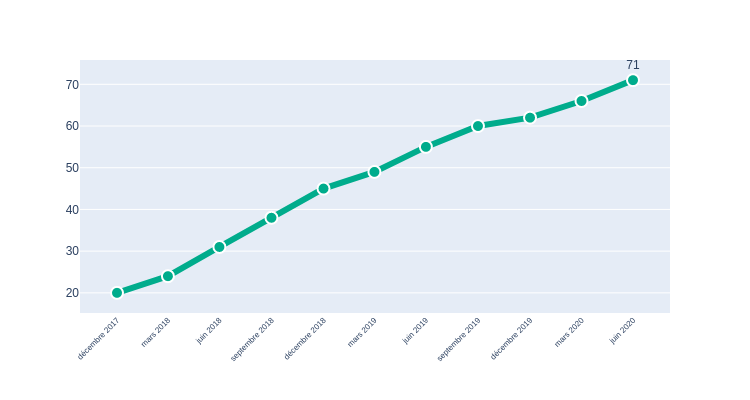 71
70
60
50
40
30
20
décembre 2017
mars 2018
juin 2018
septembre 2018
décembre 2018
mars 2019
juin 2019
septembre 2019
décembre 2019
mars 2020
juin 2020